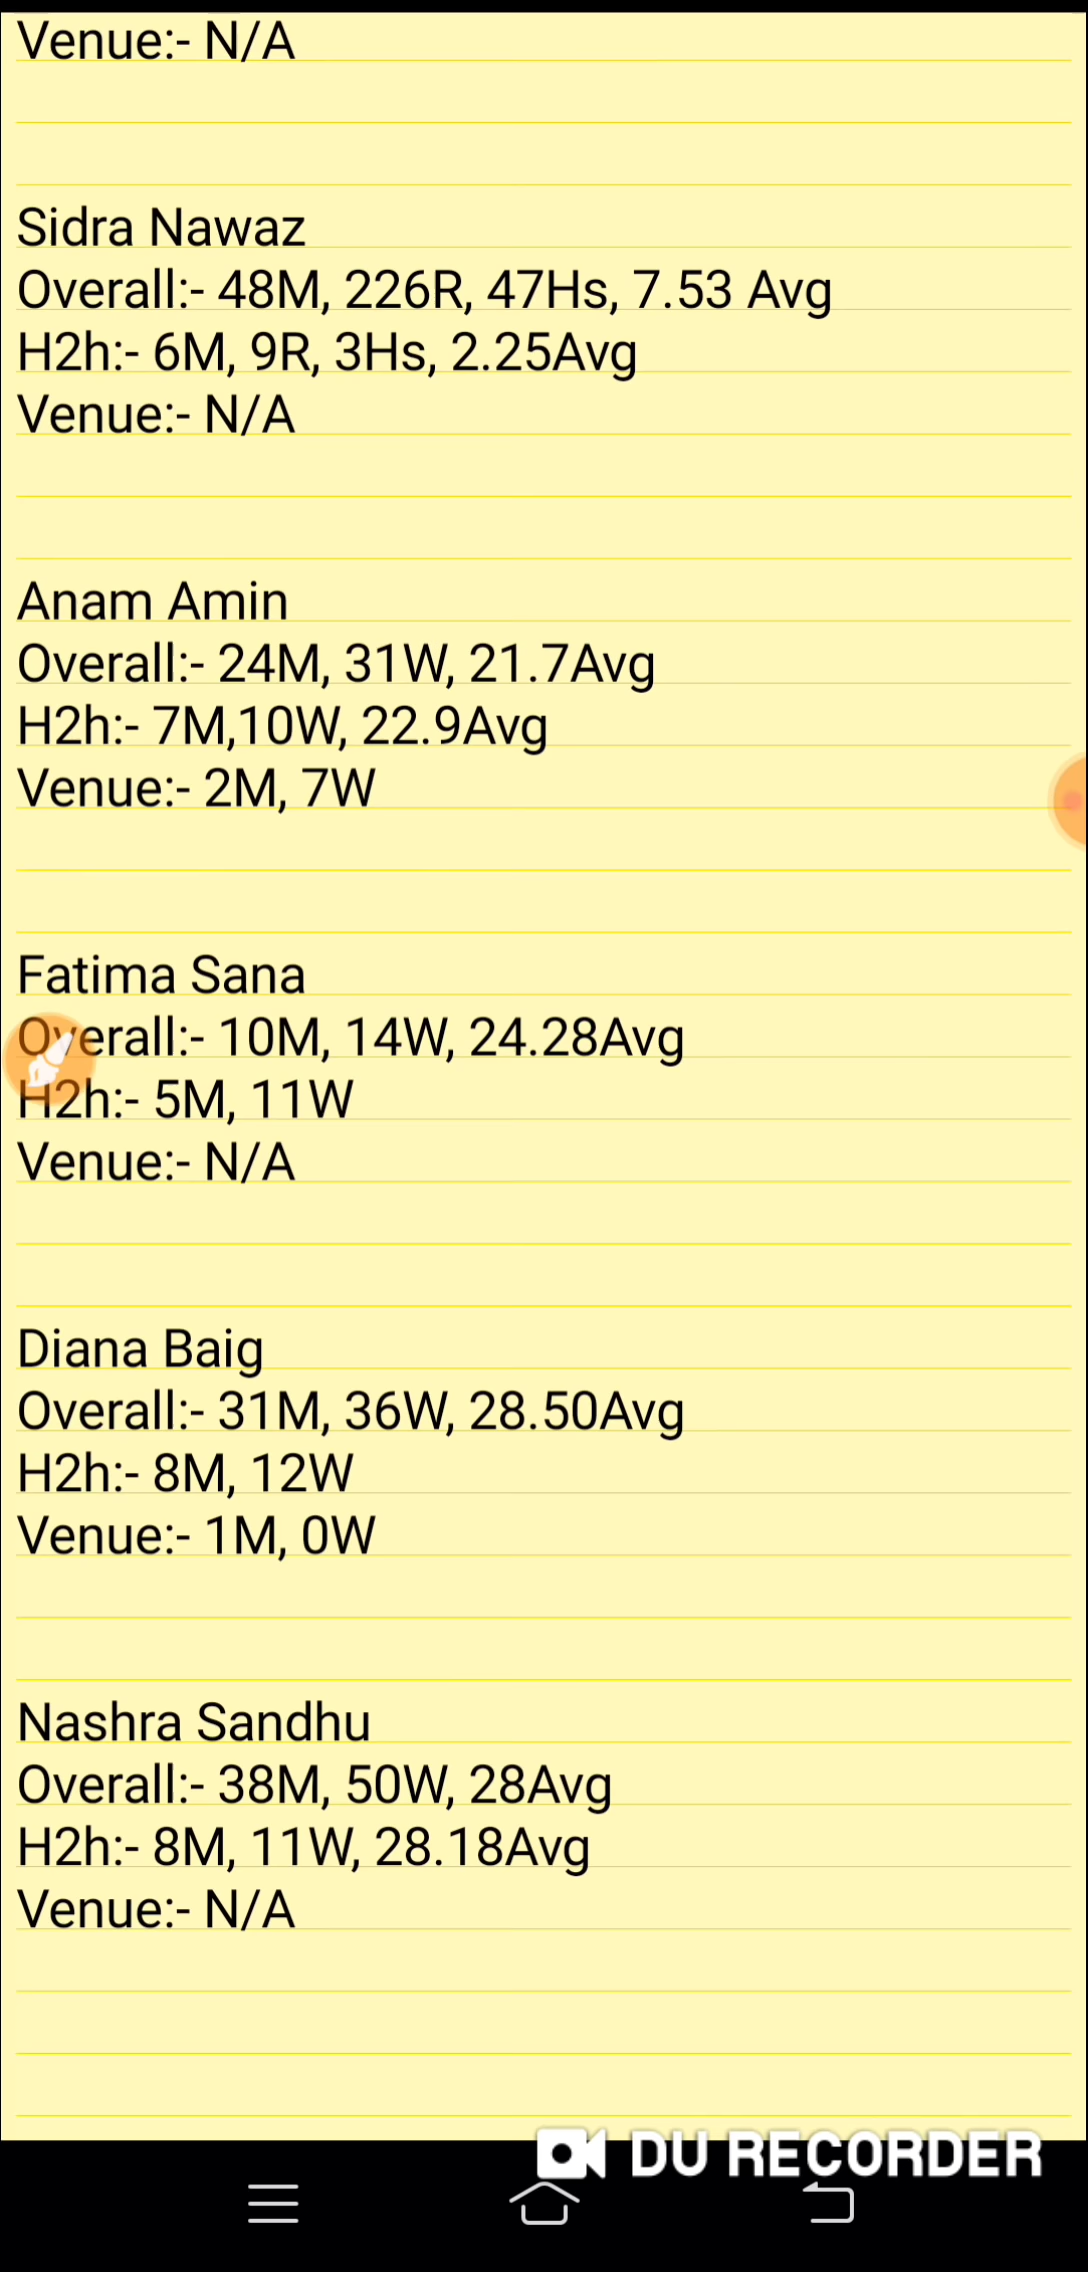 Venue:- N/A
Sidra Nawaz
Overall:- 48M, 226R, 47Hs, 7.53 Avg
H2h:- 6M, 9R, 3Hs, 2.25Avg
Venue:- N/A
Anam Amin
Overall:- 24M, 31W, 21.7Avg
H2h:- 7M,10W, 22.9Avg
Venue:- 2M, 7W
Fatima Sana
Overall:- 10M, 14W, 24.28Avg
H2h:- 5M, 11W
Venue:- N/A
Diana Baig
Overall:- 31M, 36W, 28.50Avg
H2h:- 8M, 12W
Venue:- 1M, 0W
Nashra Sandhu
Overall:- 38M, 50W, 28Avg
H2h:- 8M, 11W, 28.18Avg
Venue:- N/A
DU RECORDER